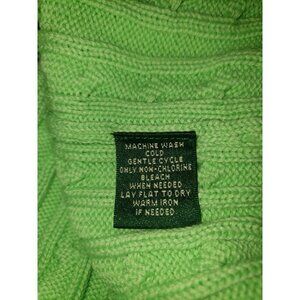 MACHINE WASH
COLD
GENTLE CYCLE
ONLY NON-CHLORINE
BLEACH
WHEN NEEDED
LAY FLAT TO DRY
WARM IRON
IF NEEDED